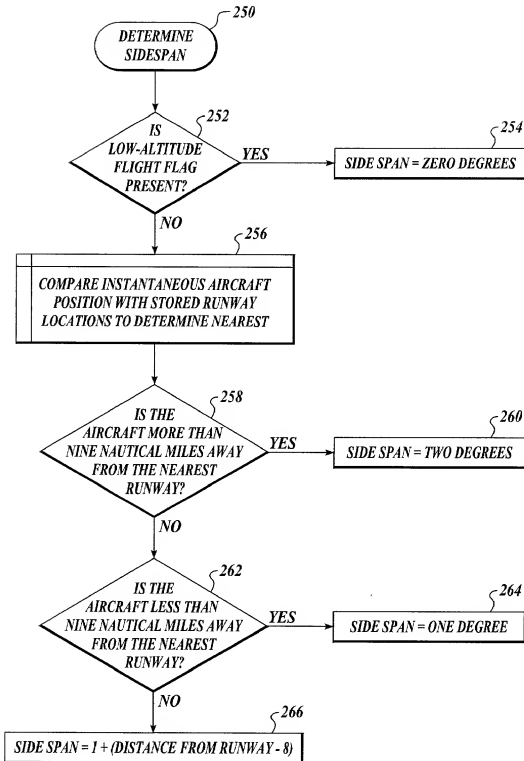 250
DETERMINE
SIDESPAN
252
IS
LOW-ALTITUDE
FLIGHT FLAG
PRESENT?
YES
254
SIDE SPAN = ZERO DEGREES
NO
256
COMPARE INSTANTANEOUS AIRCRAFT
POSITION WITH STORED RUNWAY
LOCATIONS TO DETERMINE NEAREST
258
IS THE
AIRCRAFT MORE THAN
NINE NAUTICAL MILES AWAY
FROM THE NEAREST
RUNWAY?
YES
260
SIDE SPAN = TWO DEGREES
NO
262
IS THE
AIRCRAFT LESS THAN
NINE NAUTICAL MILES AWAY
FROM THE NEAREST
RUNWAY?
YES
264
SIDE SPAN = ONE DEGREE
NO
266
SIDE SPAN = 1 + (DISTANCE FROM RUNWAY - 8)